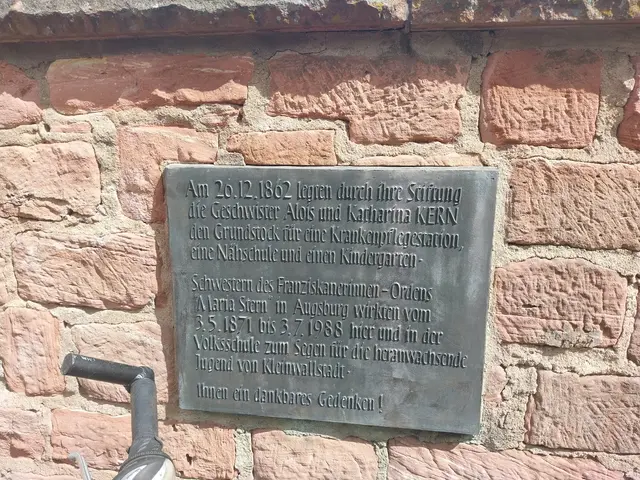 Am 26.12.1862 legten durch ihre Stiftung
die Geschwister Alois und Katharina KERN
den Grundstock für eine Krankenpflegestation,
eine Nähschule und einen Kindergarten-
Schwestern des Franziskanerinnen-Ordens
"Maria Stern" in Augsburg wirkten vom
3.5.1871 bis 3.7.1988 hier und in der
Volksschule zum Segen für die heranwachsende
Jugend von Kleinwallstadt-
Ihnen ein dankbares Gedenken!